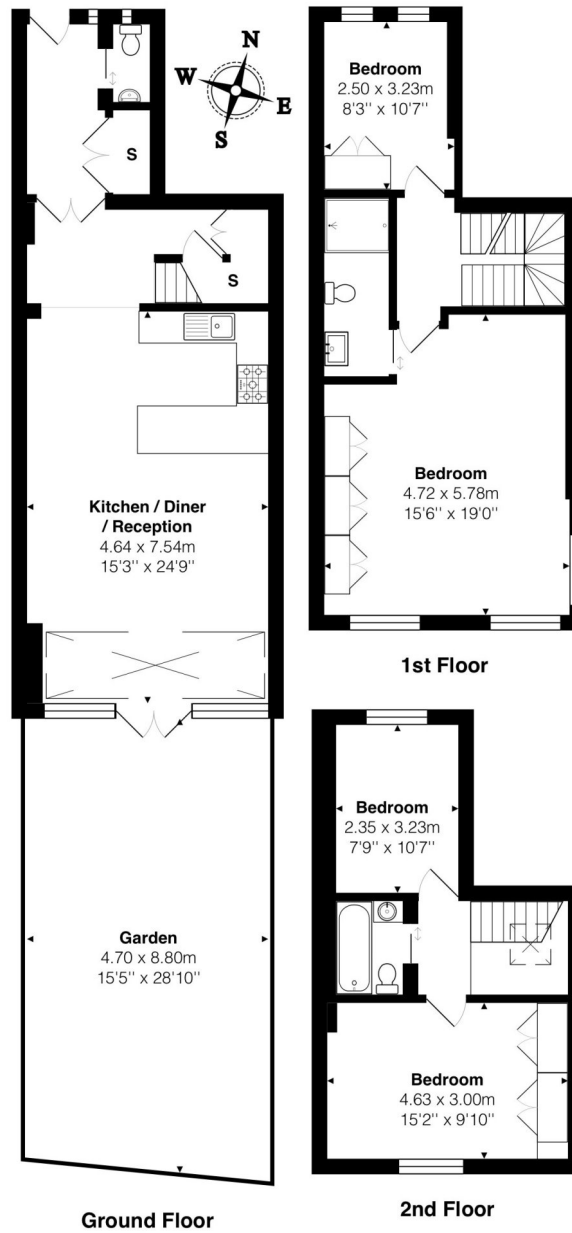 N
W
E
S
S
S
Kitchen / Diner
/ Reception
4.64 x 7.54m
15'3'' x 24'9''
Garden
4.70 x 8.80m
15'5'' x 28'10''
Ground Floor
Bedroom
2.50 x 3.23m
8'3'' x 10'7''
Bedroom
4.72 x 5.78m
15'6'' x 19'0''
1st Floor
Bedroom
2.35 x 3.23m
7'9'' x 10'7''
Bedroom
4.63 x 3.00m
15'2'' x 9'10''
2nd Floor